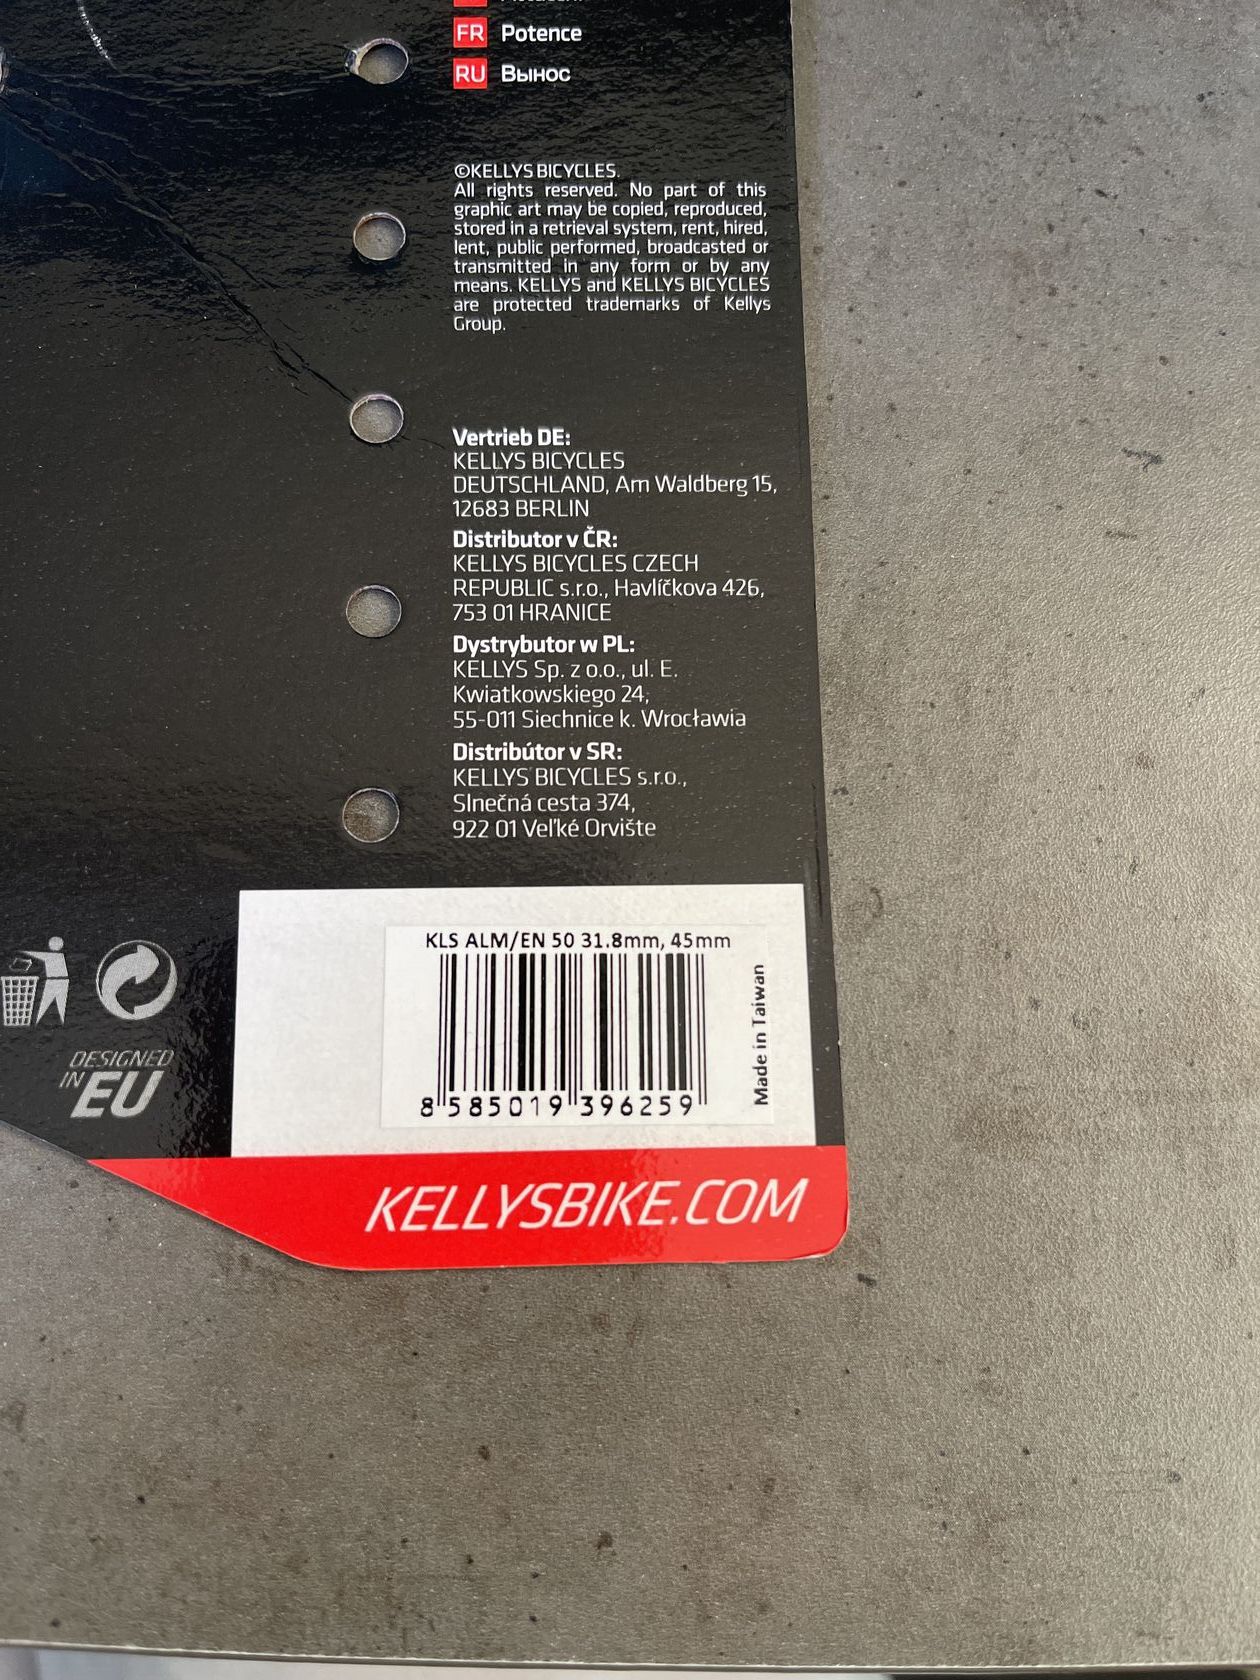 FR Potence
RU Вынос
©KELLYS BICYCLES.
All rights reserved. No part of this
graphic art may be copied, reproduced,
stored in a retrieval system, rent, hired,
lent, public performed, broadcasted or
transmitted in any form or by any
means. KELLYS and KELLYS BICYCLES
are protected trademarks of Kellys
Group.
Vertrieb DE:
KELLYS BICYCLES
DEUTSCHLAND, Am Waldberg 15,
12683 BERLIN
Distributor v ČR:
KELLYS BICYCLES CZECH
REPUBLIC s.r.o., Havlíčkova 426,
753 01 HRANICE
Dystrybutor w PL:
KELLYS Sp. z o.o., ul. E.
Kwiatkowskiego 24,
55-011 Siechnice k. Wrocławia
Distribútor v SR:
KELLYS BICYCLES s.r.o.,
Slnečná cesta 374,
922 01 Veľké Orvište
KLS ALM/EN 50 31.8mm, 45mm
Made in Taiwan
8 585019 396259
DESIGNED
IN EU
KELLYSBIKE.COM